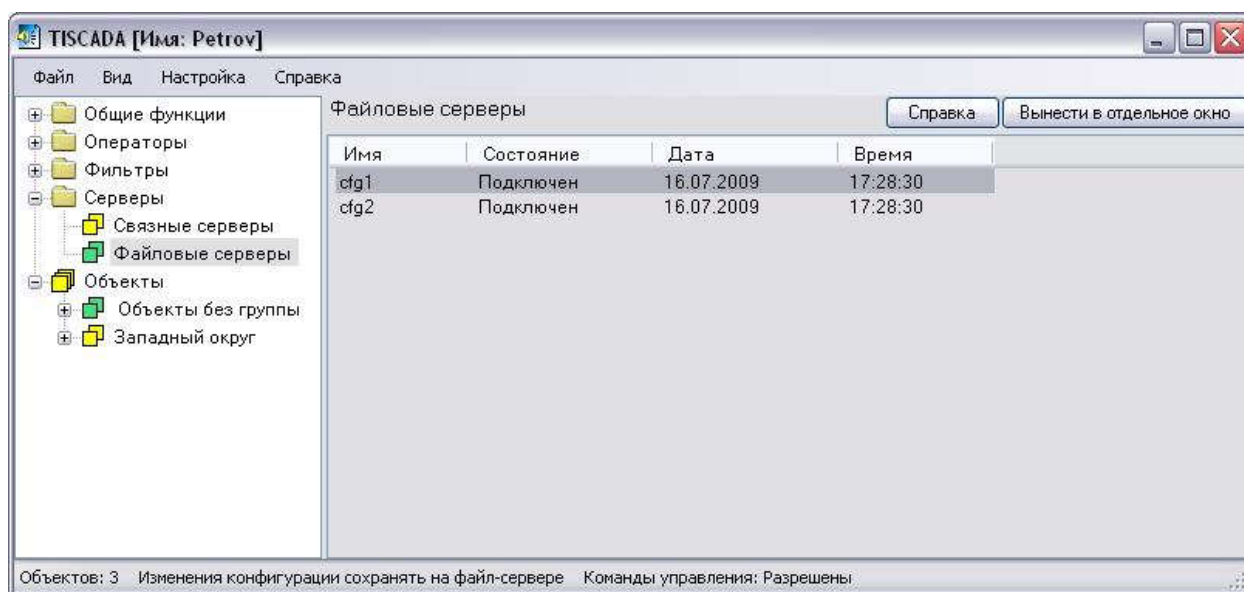 TISCADA [Имя: Petrov]
Файл Вид Настройка Справка
Общие функции
Операторы
Фильтры
Серверы
Связные серверы
Файловые серверы
Объекты
Объекты без группы
Западный округ
Файловые серверы Справка Вынести в отдельное окно
Имя Состояние Дата Время
cfg1 Подключен 16.07.2009 17:28:30
cfg2 Подключен 16.07.2009 17:28:30
Объектов: 3 Изменения конфигурации сохранять на файл-сервере Команды управления: Разрешены